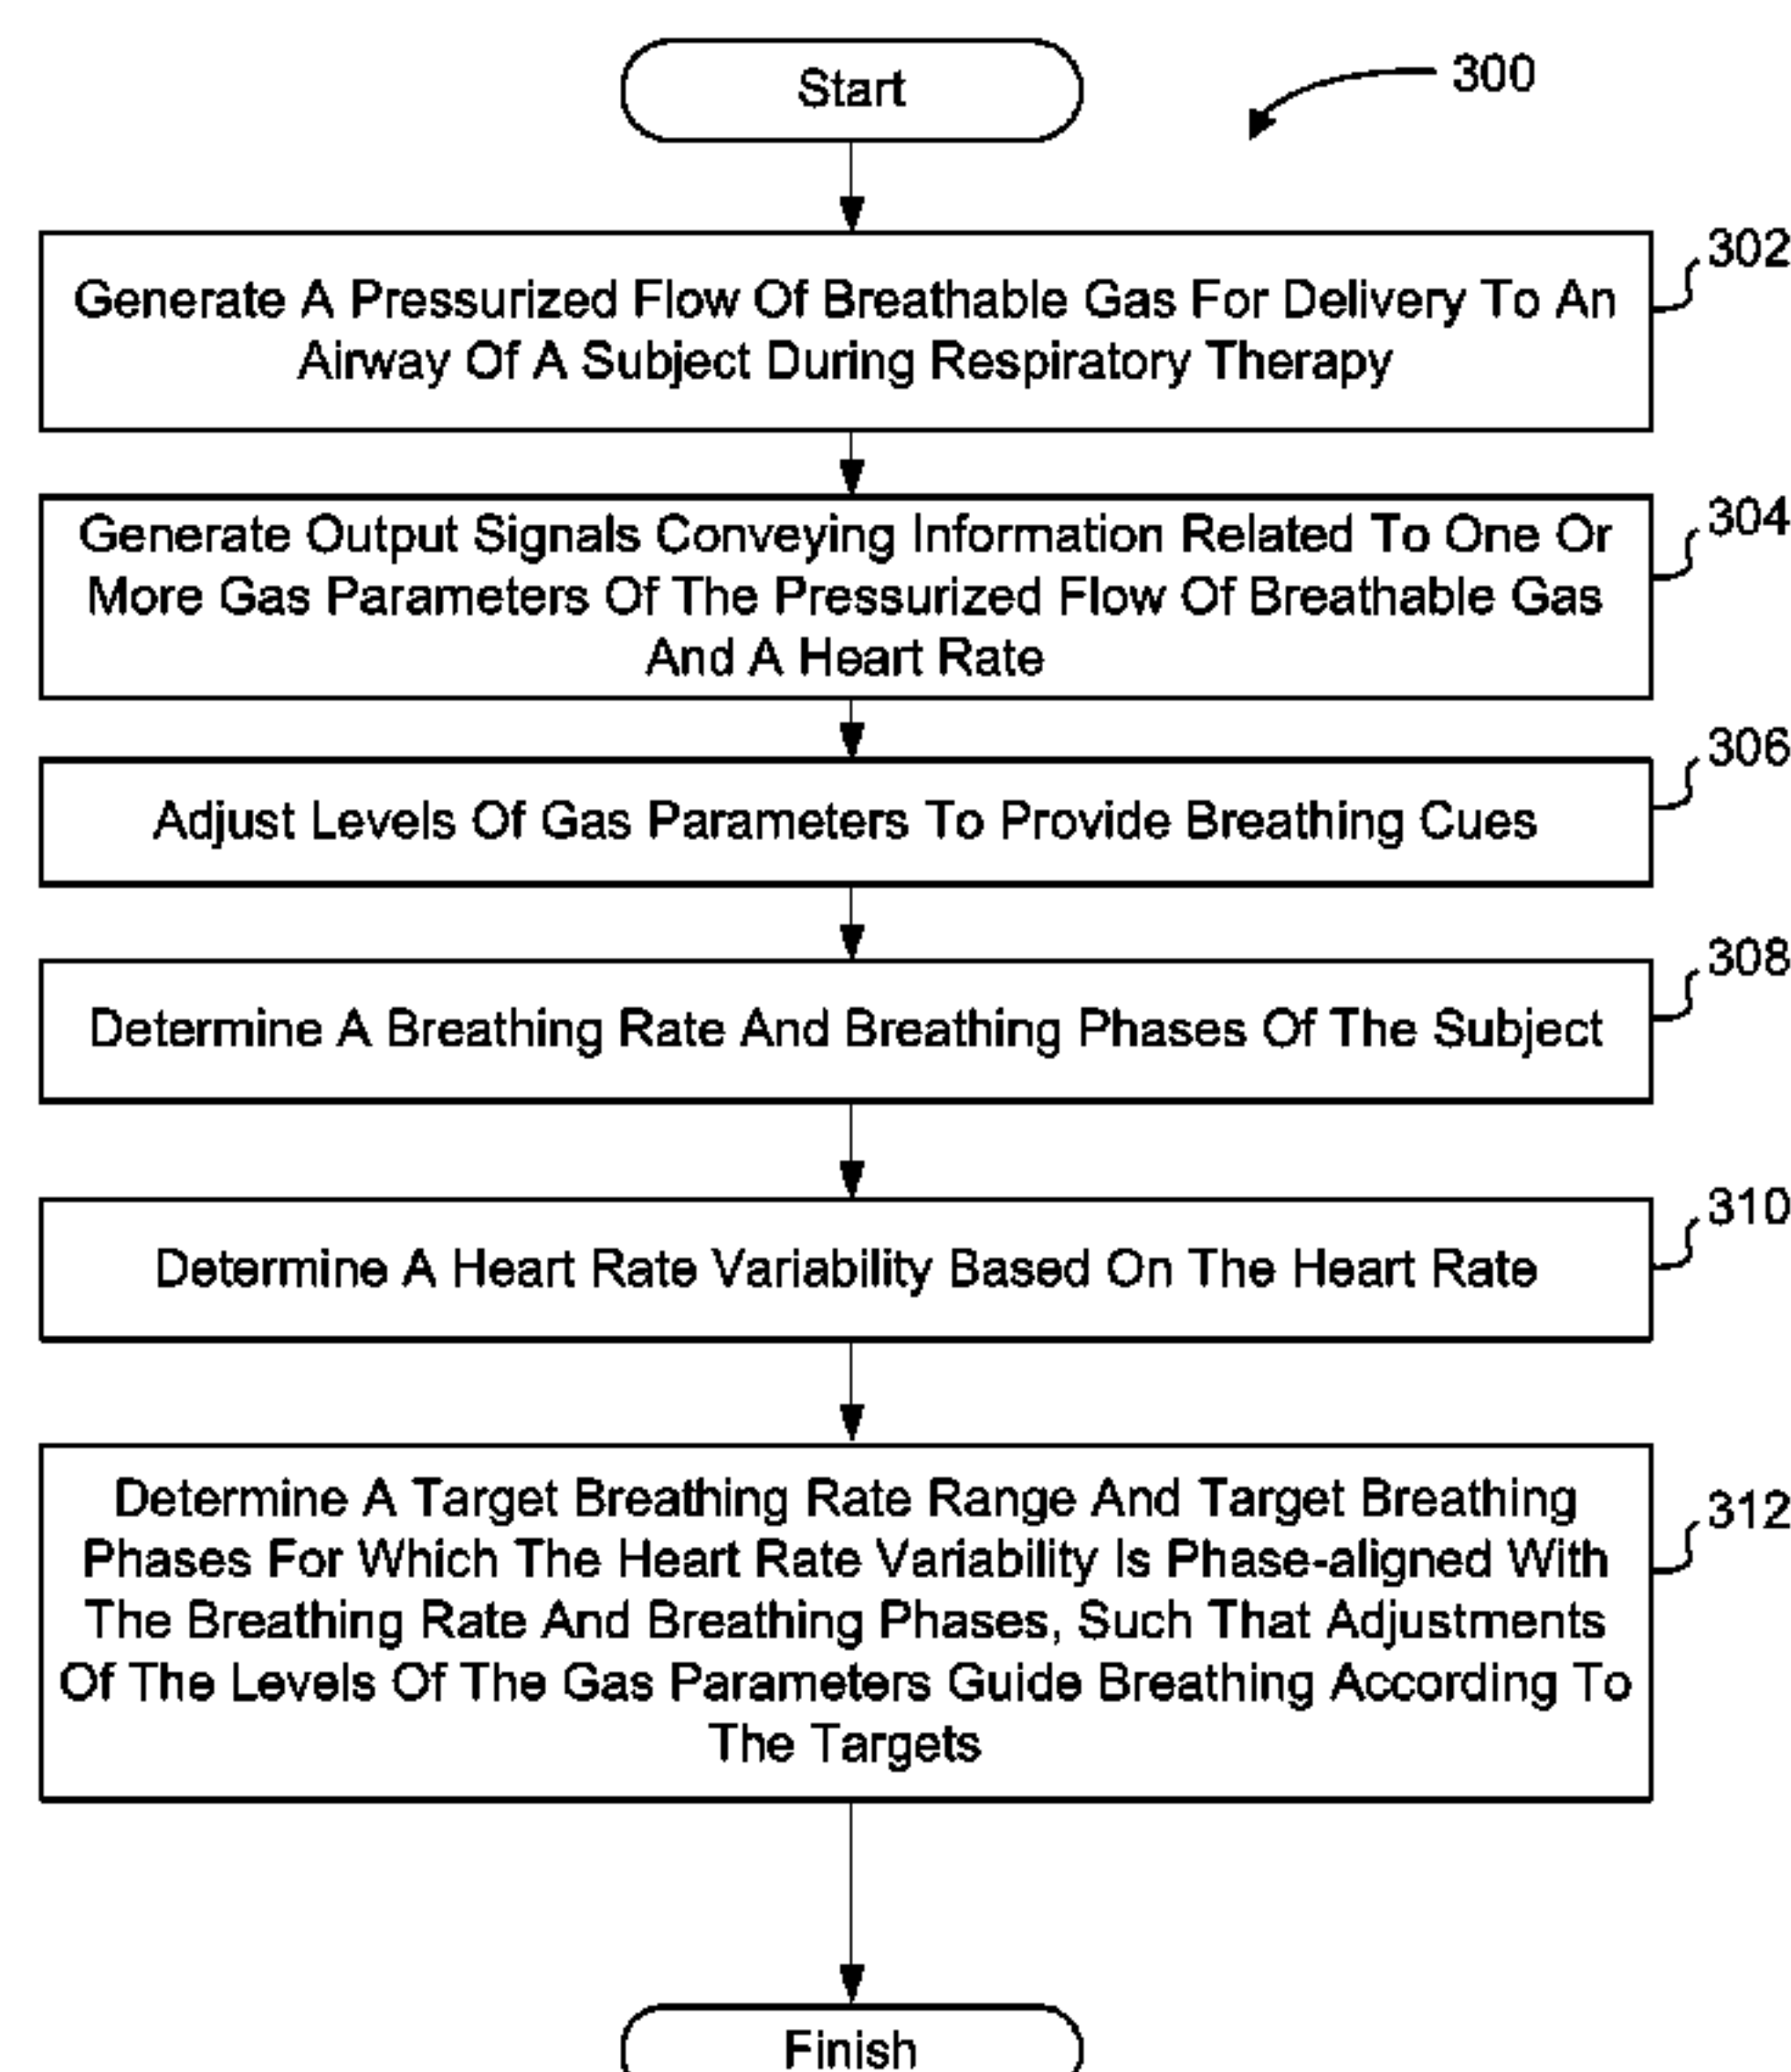 Start
300
302
Generate A Pressurized Flow Of Breathable Gas For Delivery To An
Airway Of A Subject During Respiratory Therapy
304
Generate Output Signals Conveying Information Related To One Or
More Gas Parameters Of The Pressurized Flow Of Breathable Gas
And A Heart Rate
306
Adjust Levels Of Gas Parameters To Provide Breathing Cues
308
Determine A Breathing Rate And Breathing Phases Of The Subject
310
Determine A Heart Rate Variability Based On The Heart Rate
312
Determine A Target Breathing Rate Range And Target Breathing
Phases For Which The Heart Rate Variability Is Phase-aligned With
The Breathing Rate And Breathing Phases, Such That Adjustments
Of The Levels Of The Gas Parameters Guide Breathing According To
The Targets
Finish